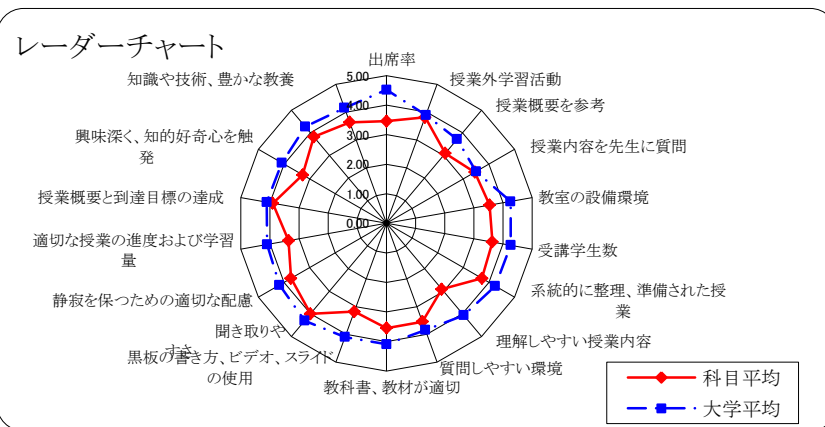 レーダーチャート
出席率
授業外学習活動
授業概要を参考
授業内容を先生に質問
教室の設備環境
受講学生数
系統的に整理、準備された授
業
理解しやすい授業内容
質問しやすい環境
教科書、教材が適切
黒板の書き方、ビデオ、スライド
の使用
聞き取りや
すさ
静寂を保つための適切な配慮
適切な授業の進度および学習
量
授業概要と到達目標の達成
興味深く、知的好奇心を触
発
知識や技術、豊かな教養
5.00
4.00
3.00
2.00
1.00
0.00
科目平均
大学平均